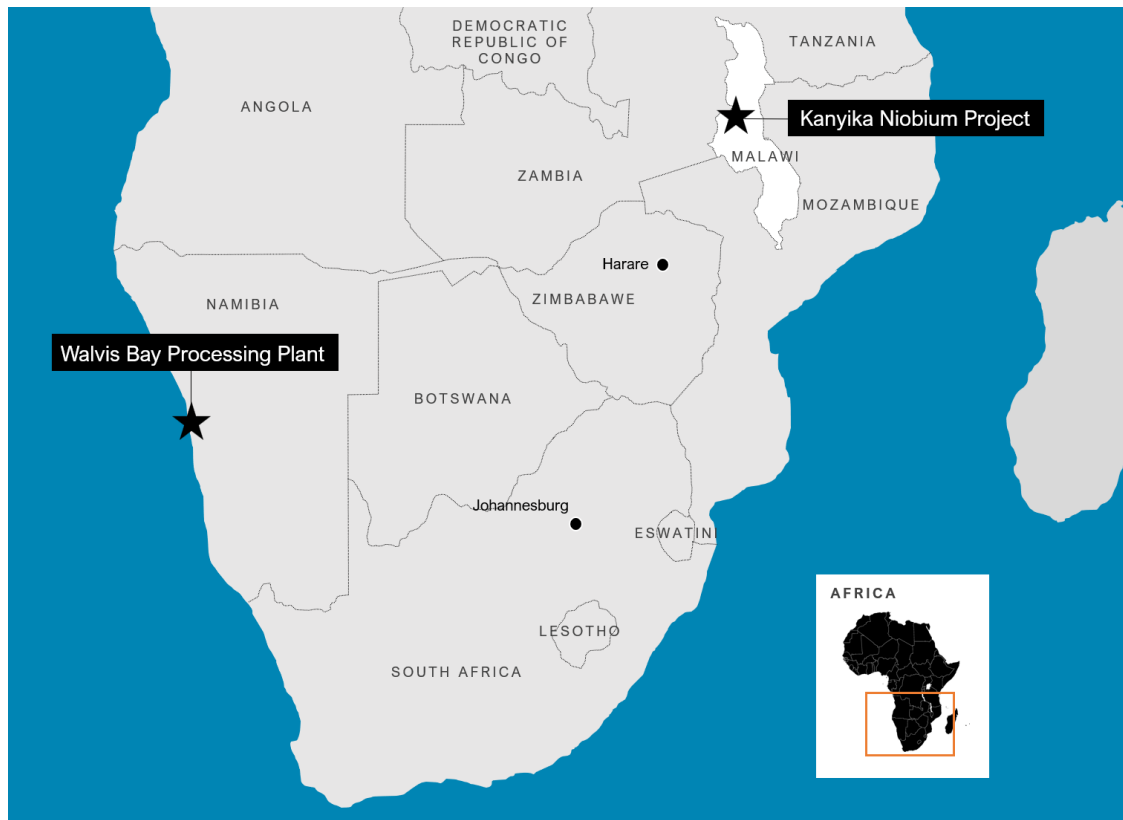 DEMOCRATIC
REPUBLIC OF
CONGO
TANZANIA
ANGOLA
Kanyika Niobium Project
MALAWI
ZAMBIA
MOZAMBIQUE
Harare
NAMIBIA
ZIMBABAWE
Walvis Bay Processing Plant
BOTSWANA
Johannesburg
ESWATINI
AFRICA
LESOTHO
SOUTH AFRICA